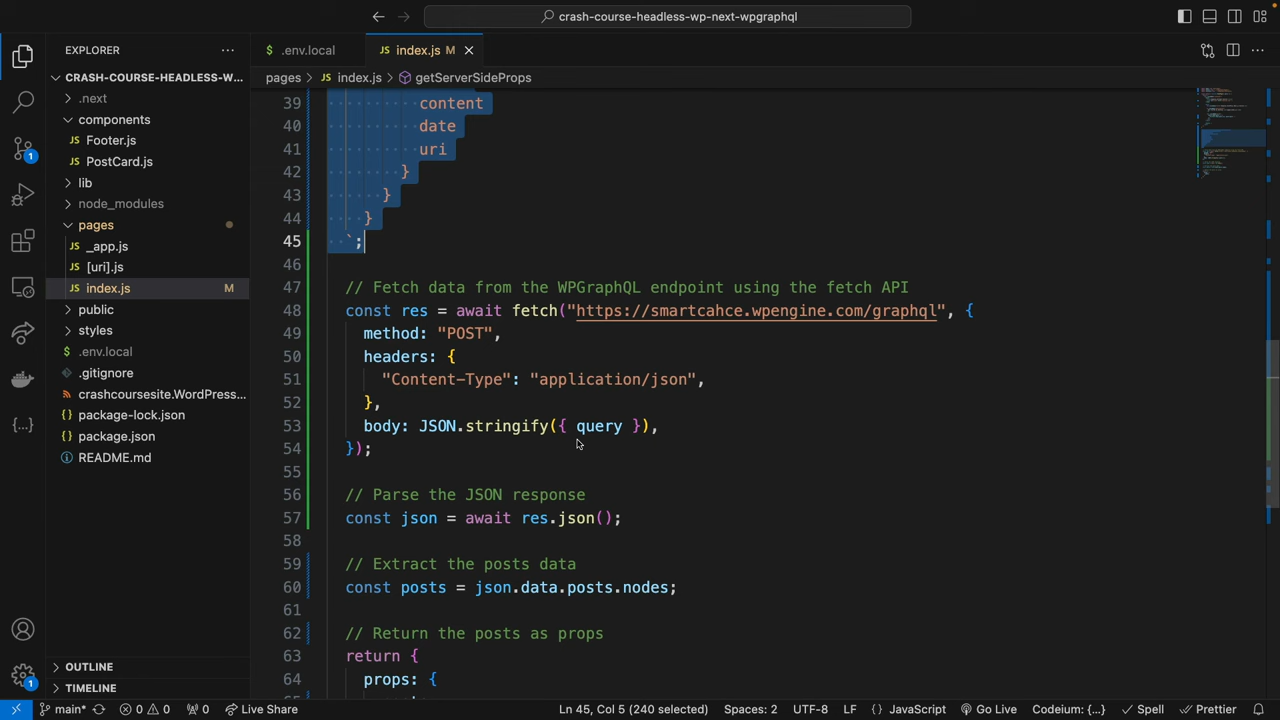 crash-course-headless-wp-next-wpgraphql
EXPLORER
.env.local
JS index.js M
CRASH-COURSE-HEADLESS-W...
pages > JS index.js > getServerSideProps
.next
components
JS Footer.js
JS PostCard.js
lib
node_modules
pages
JS _app.js
JS [uri].js
JS index.js M
public
styles
.env.local
.gitignore
crashcoursesite.WordPress...
package-lock.json
package.json
README.md
OUTLINE
TIMELINE
39 content
40 date
41 uri
42 }
43 }
44 }
45 `;
46
47 // Fetch data from the WPGraphQL endpoint using the fetch API
48 const res = await fetch("https://smartcahce.wpengine.com/graphql", {
49 method: "POST",
50 headers: {
51 "Content-Type": "application/json",
52 },
53 body: JSON.stringify({ query }),
54 });
55
56 // Parse the JSON response
57 const json = await res.json();
58
59 // Extract the posts data
60 const posts = json.data.posts.nodes;
61
62 // Return the posts as props
63 return {
64 props: {
1
1
main* 0 0 0 Live Share Ln 45, Col 5 (240 selected) Spaces: 2 UTF-8 LF {} JavaScript Go Live Codeium: {...} Spell Prettier